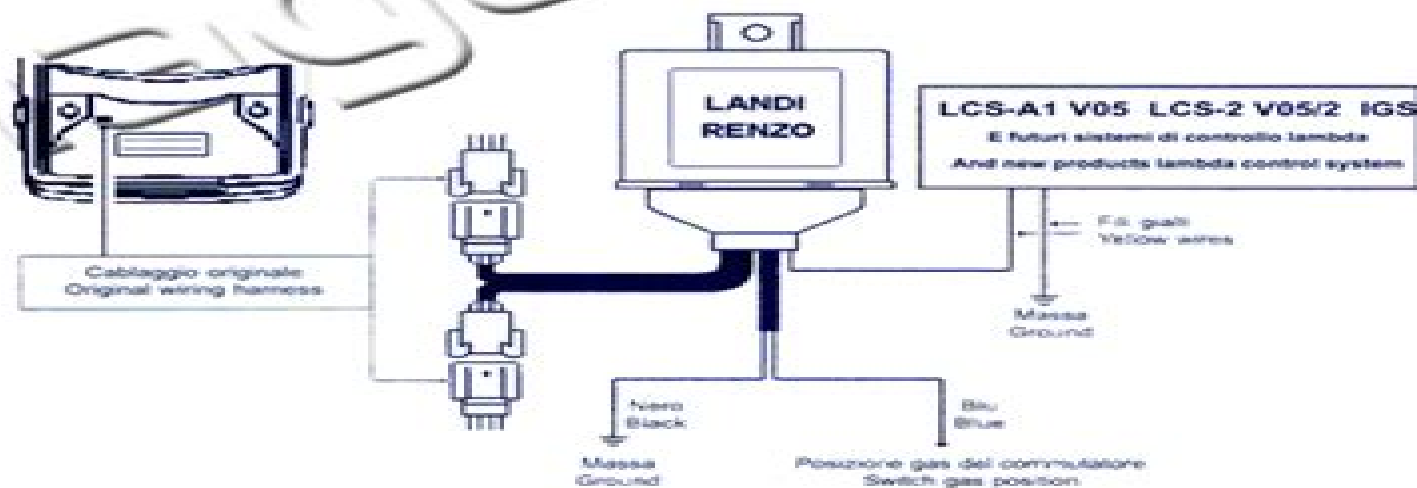 LANDI
RENZO
LCS-A1 V05 LCS-2 V05/2 IGS
E futuri sistemi di controllo lambda
And new products lambda control system
Fili gialli
Yellow wires
Cablaggio originale
Original wiring harness
Massa
Ground
Nero
Black
Blu
Blue
Massa
Ground
Posizione gas del commutatore
Switch gas position